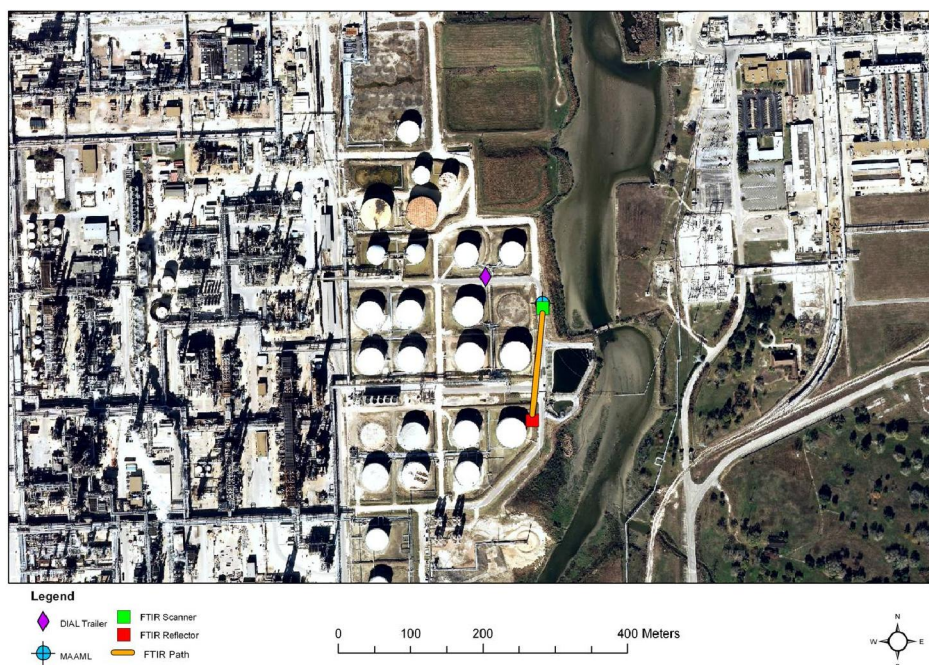 Legend
DIAL Trailer
MAAML
FTIR Scanner
FTIR Reflector
FTIR Path
0 100 200 400 Meters
N
W E